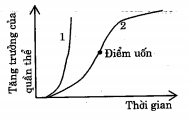 Tăng trưởng của
quần thể
1
2
Điểm uốn
Thời gian